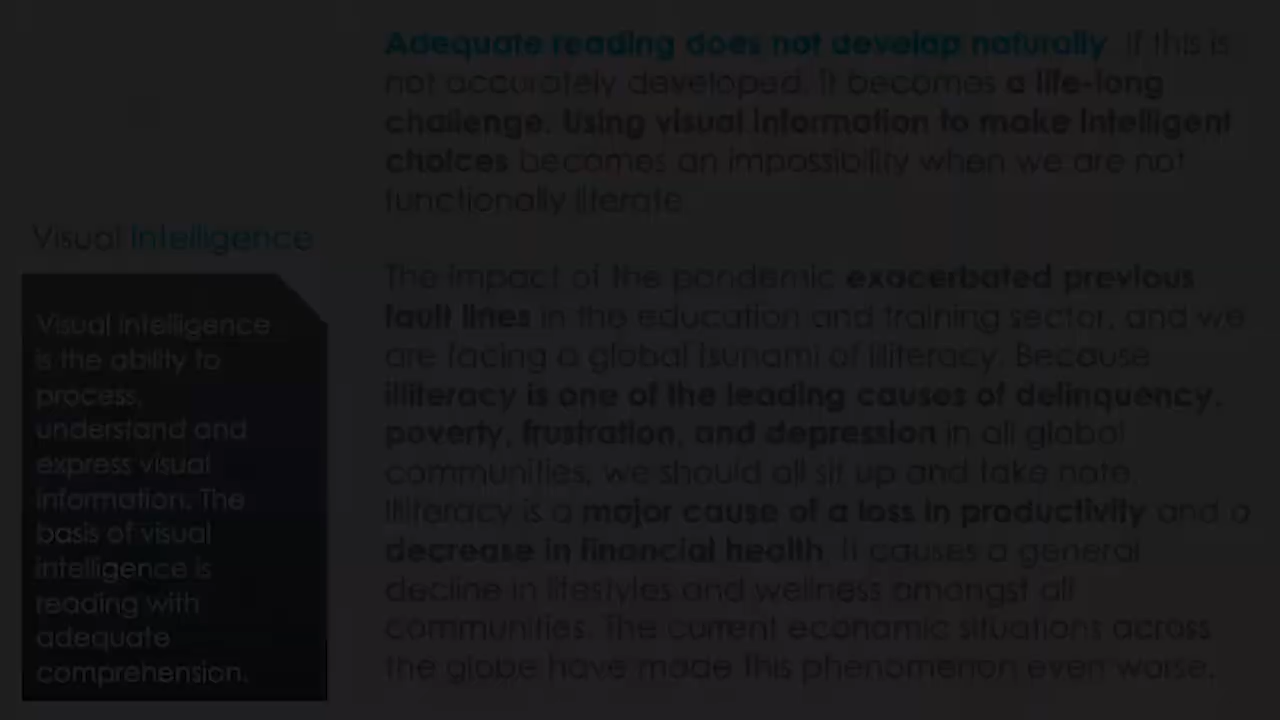 Adequate reading does not develop naturally. If this is
not accurately developed, it becomes a life-long
challenge. Using visual information to make intelligent
choices becomes an impossibility when we are not
functionally literate.
Visual Intelligence
The impact of the pandemic exacerbated previous
fault lines in the education and training sector, and we
are facing a global tsunami of illiteracy. Because
illiteracy is one of the leading causes of delinquency,
poverty, frustration, and depression in all global
communities, we should all sit up and take note.
Illiteracy is a major cause of a loss in productivity and a
decrease in financial health. It causes a general
decline in lifestyles and wellness amongst all
communities. The current economic situations across
the globe have made this phenomenon even worse.
Visual intelligence
is the ability to
process,
understand and
express visual
information. The
basis of visual
intelligence is
reading with
adequate
comprehension.